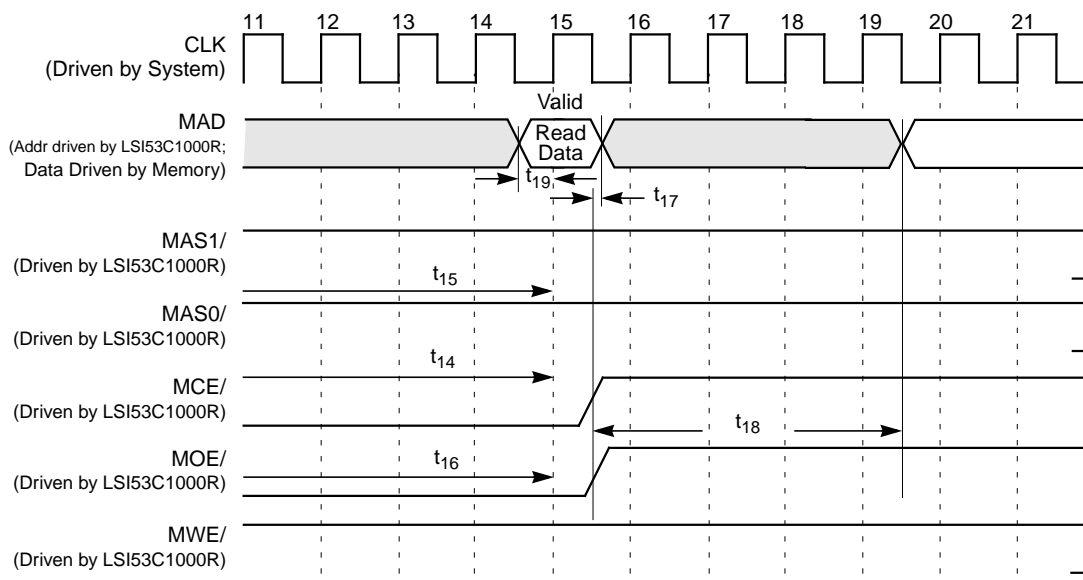 11 12 13 14 15 16 17 18 19 20 21
CLK
(Driven by System)
Valid
MAD
Read
(Addr driven by LSI53C1000R;
Data
Data Driven by Memory)
t19
t17
MAS1/
(Driven by LSI53C1000R)
t15
MAS0/
(Driven by LSI53C1000R)
t14
MCE/
(Driven by LSI53C1000R)
t18
MOE/
t16
(Driven by LSI53C1000R)
MWE/
(Driven by LSI53C1000R)